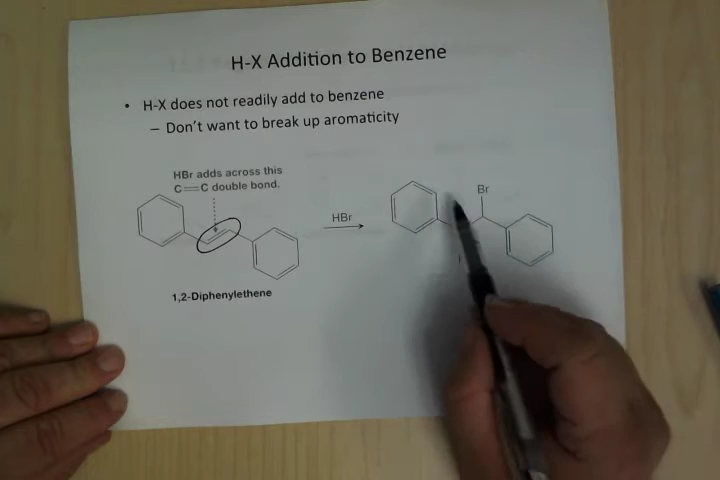 H-X Addition to Benzene
• H-X does not readily add to benzene
– Don't want to break up aromaticity
HBr adds across this
C=C double bond.
Br
HBr
1,2-Diphenylethene